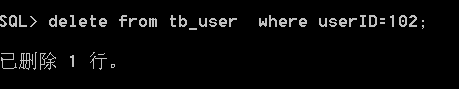 SQL> delete from tb_user  where userID=102;
已删除 1 行。